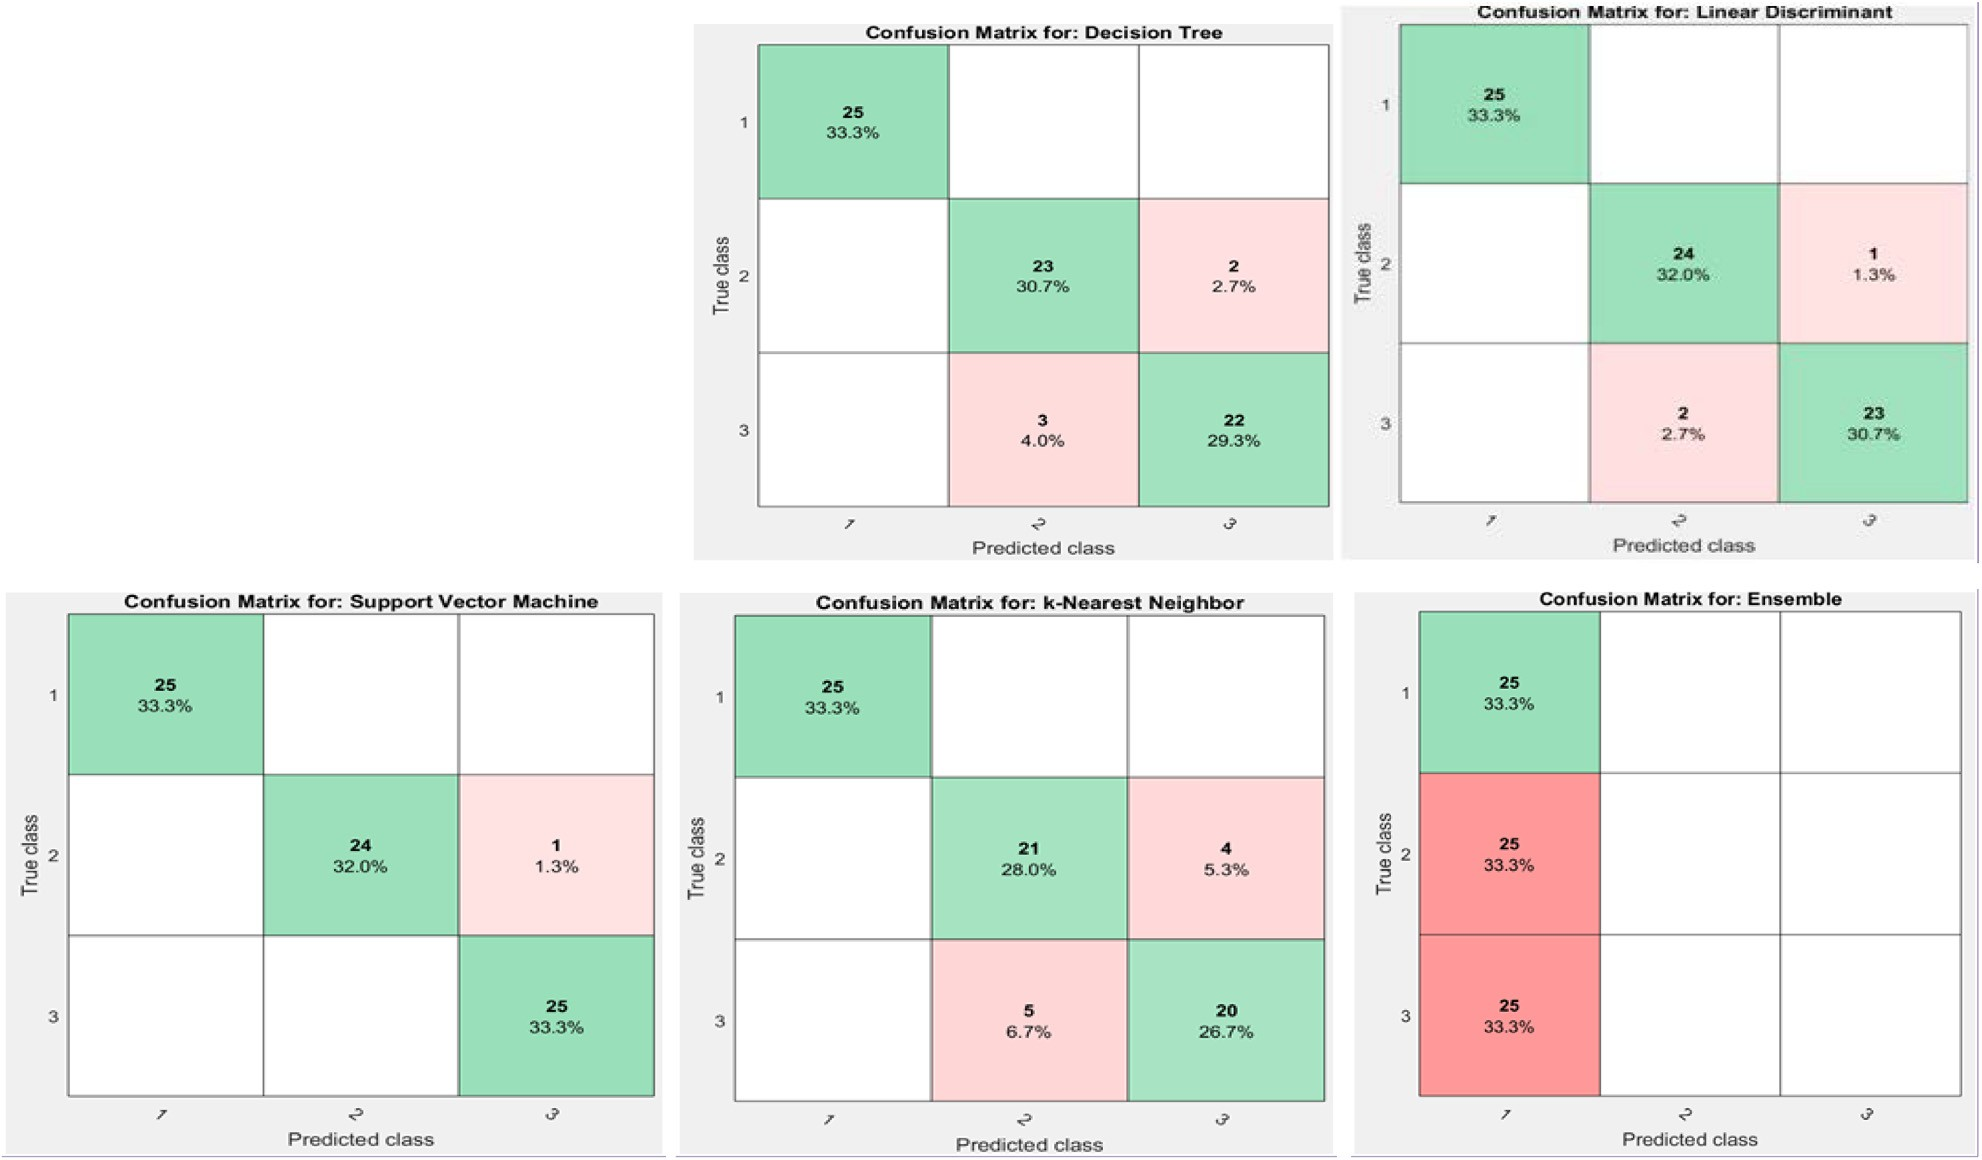 Confusion Matrix for: Decision Tree
25
33.3%
1
True class
23
30.7%
2
2.7%
2
3
4.0%
22
29.3%
3
1 2 3
Predicted class
Confusion Matrix for: Linear Discriminant
25
33.3%
1
True class
24
32.0%
1
1.3%
2
2
2.7%
23
30.7%
3
1 2 3
Predicted class
Confusion Matrix for: Support Vector Machine
25
33.3%
1
True class
24
32.0%
1
1.3%
2
25
33.3%
3
1 2 3
Predicted class
Confusion Matrix for: k-Nearest Neighbor
25
33.3%
1
True class
21
28.0%
4
5.3%
2
5
6.7%
20
26.7%
3
1 2 3
Predicted class
Confusion Matrix for: Ensemble
25
33.3%
1
True class
25
33.3%
2
25
33.3%
3
1 2 3
Predicted class